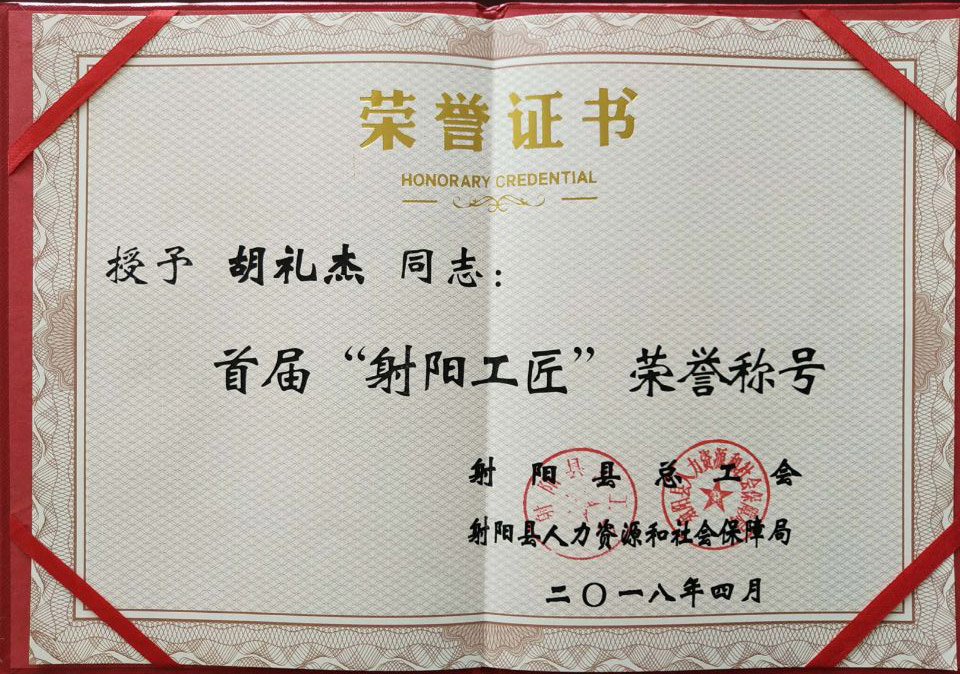 荣誉证书
HONORARY CREDENTIAL
授予 胡礼杰 同志：
首届“射阳工匠”荣誉称号
射阳县总工会
射阳县人力资源和社会保障局
二〇一八年四月